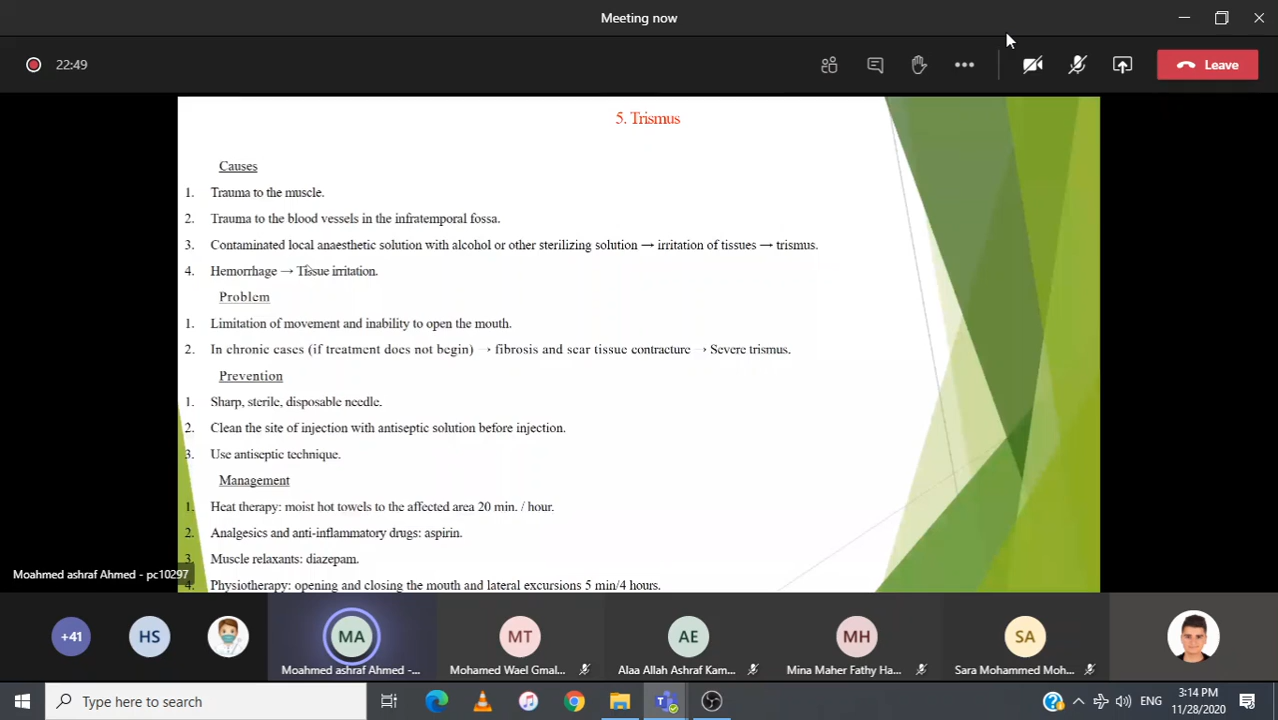 Meeting now
22:49
Leave
5. Trismus
Causes
1. Trauma to the muscle.
2. Trauma to the blood vessels in the infratemporal fossa.
3. Contaminated local anaesthetic solution with alcohol or other sterilizing solution → irritation of tissues → trismus.
4. Hemorrhage → Tissue irritation.
Problem
1. Limitation of movement and inability to open the mouth.
2. In chronic cases (if treatment does not begin) → fibrosis and scar tissue contracture → Severe trismus.
Prevention
1. Sharp, sterile, disposable needle.
2. Clean the site of injection with antiseptic solution before injection.
3. Use antiseptic technique.
Management
1. Heat therapy: moist hot towels to the affected area 20 min. / hour.
2. Analgesics and anti-inflammatory drugs: aspirin.
3. Muscle relaxants: diazepam.
4. Physiotherapy: opening and closing the mouth and lateral excursions 5 min/4 hours.
Moahmed ashraf Ahmed - pc10297
+41 HS MA MT AE MH SA
Moahmed ashraf Ahmed -... Mohamed Wael Gmal... Alaa Allah Ashraf Kam... Mina Maher Fathy Ha... Sara Mohammed Moh...
Type here to search
ENG
3:14 PM
11/28/2020